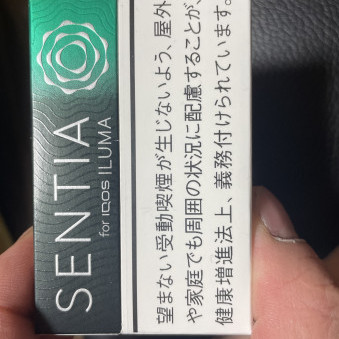 SENTIA
for IQOS ILUMA
望まない受動喫煙が生じないよう、屋外
や家庭でも周囲の状況に配慮することが、
健康増進法上、義務付けられています。